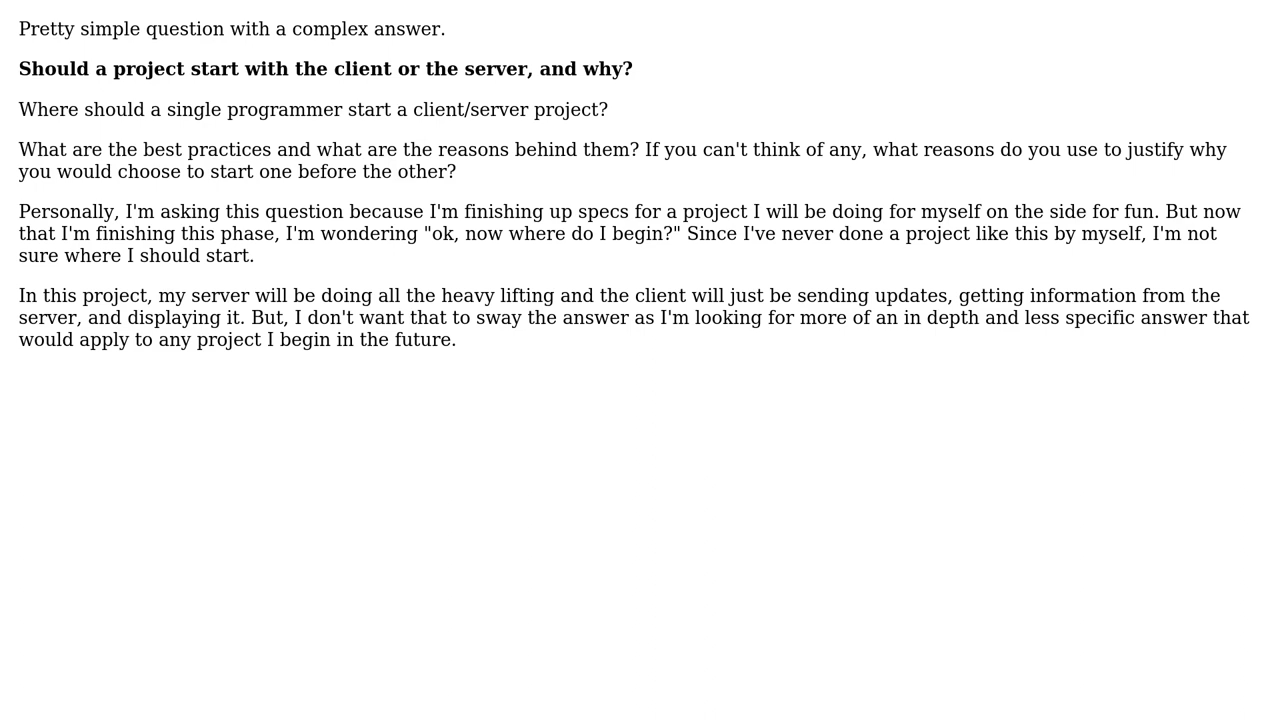 Pretty simple question with a complex answer.
Should a project start with the client or the server, and why?
Where should a single programmer start a client/server project?
What are the best practices and what are the reasons behind them? If you can't think of any, what reasons do you use to justify why
you would choose to start one before the other?
Personally, I'm asking this question because I'm finishing up specs for a project I will be doing for myself on the side for fun. But now
that I'm finishing this phase, I'm wondering "ok, now where do I begin?" Since I've never done a project like this by myself, I'm not
sure where I should start.
In this project, my server will be doing all the heavy lifting and the client will just be sending updates, getting information from the
server, and displaying it. But, I don't want that to sway the answer as I'm looking for more of an in depth and less specific answer that
would apply to any project I begin in the future.